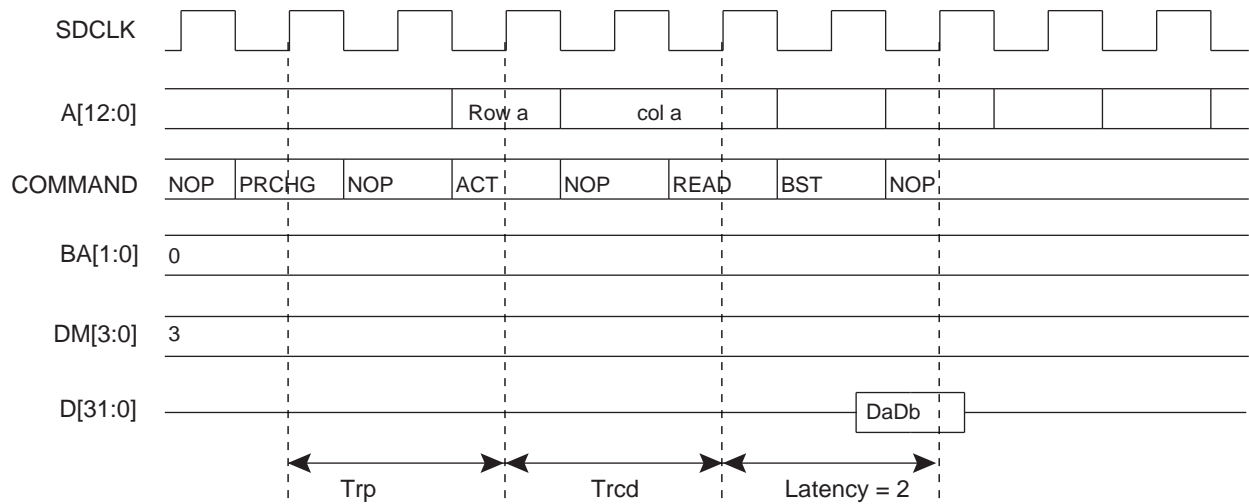 SDCLK
A[12:0] Row a col a
COMMAND NOP PRCHG NOP ACT NOP READ BST NOP
BA[1:0] 0
DM[3:0] 3
D[31:0] DaDb
Trp Trcd Latency = 2